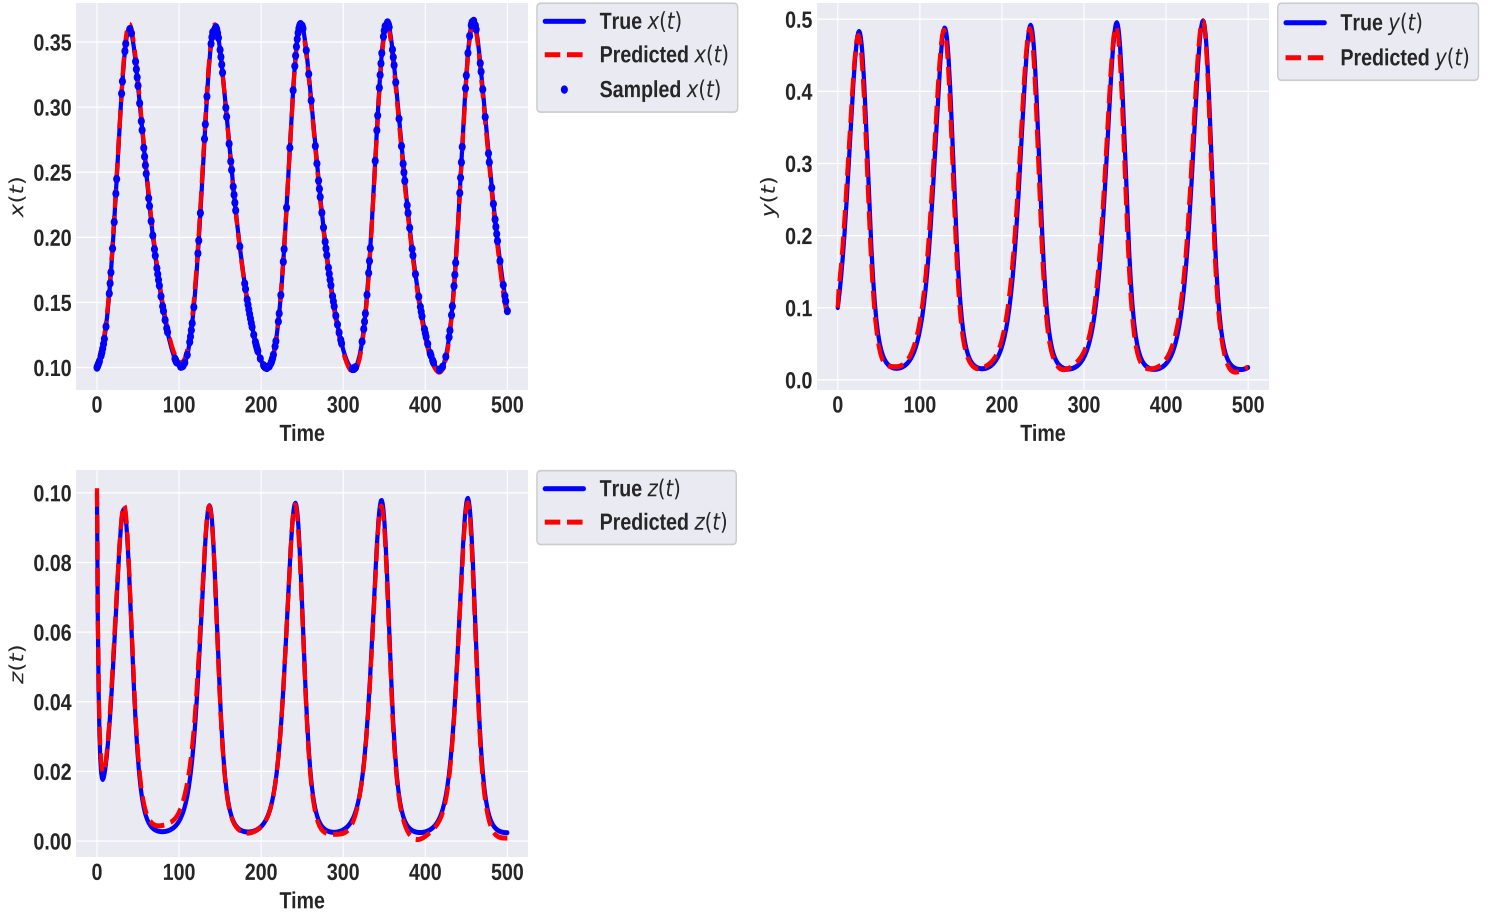 0.35
0.30
0.25
0.20
0.15
0.10
x(t)
0 100 200 300 400 500
Time
True x(t)
Predicted x(t)
Sampled x(t)
0.5
0.4
0.3
0.2
0.1
0.0
y(t)
0 100 200 300 400 500
Time
True y(t)
Predicted y(t)
0.10
0.08
0.06
0.04
0.02
0.00
z(t)
0 100 200 300 400 500
Time
True z(t)
Predicted z(t)